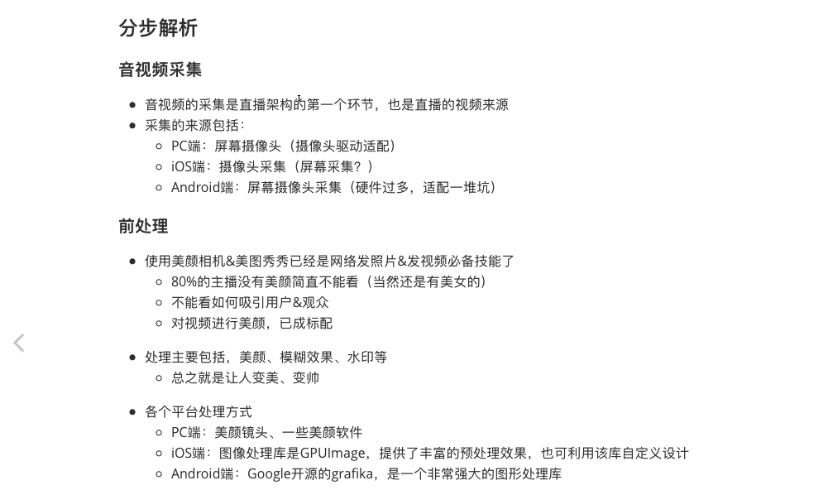 分步解析
音视频采集
音视频的采集是直播架构的第一个环节，也是直播的视频来源
采集的来源包括：
PC端：屏幕摄像头（摄像头驱动适配）
iOS端：摄像头采集（屏幕采集？）
Android端：屏幕摄像头采集（硬件过多，适配一堆坑）
前处理
使用美颜相机&美图秀秀已经是网络发照片&发视频必备技能了
80%的主播没有美颜简直不能看（当然还是有美女的）
不能看如何吸引用户&观众
对视频进行美颜，已成标配
处理主要包括，美颜、模糊效果、水印等
总之就是让人变美、变帅
各个平台处理方式
PC端：美颜镜头、一些美颜软件
iOS端：图像处理库是GPUImage，提供了丰富的预处理效果，也可利用该库自定义设计
Android端：Google开源的grafika，是一个非常强大的图形处理库